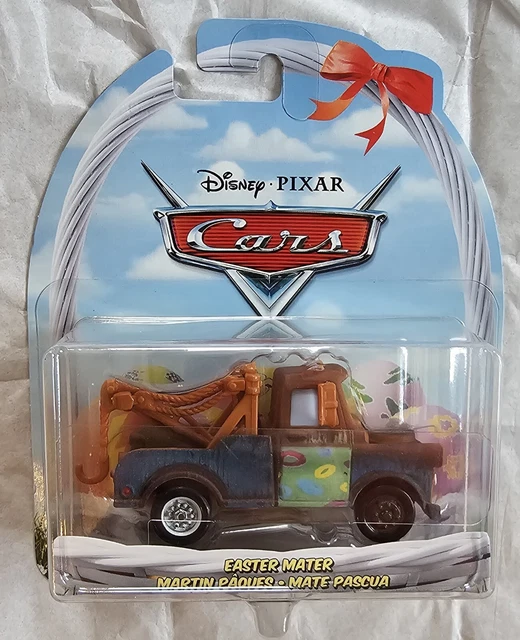 Disney · PIXAR
Cars
EASTER MATER
MARTIN PÂQUES - MATE PASCUA